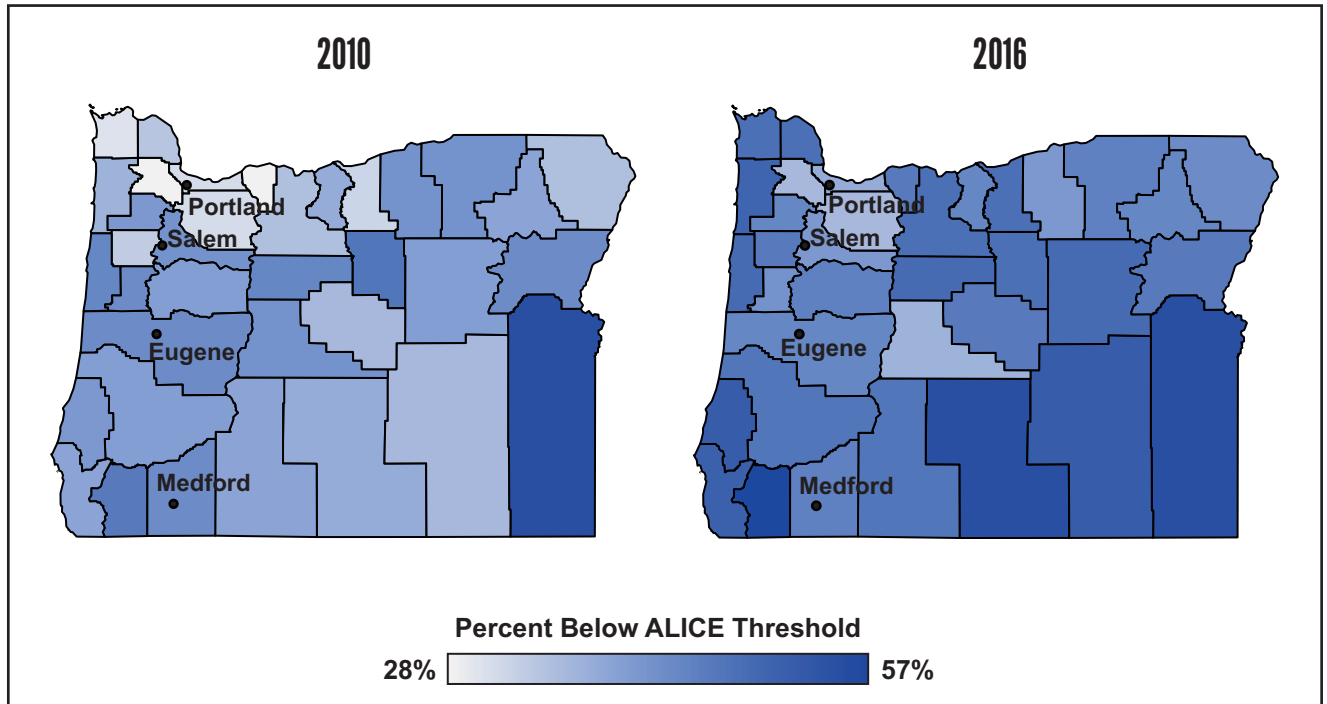 2010
2016
Portland
Salem
Eugene
Medford
Portland
Salem
Eugene
Medford
Percent Below ALICE Threshold
28%
57%